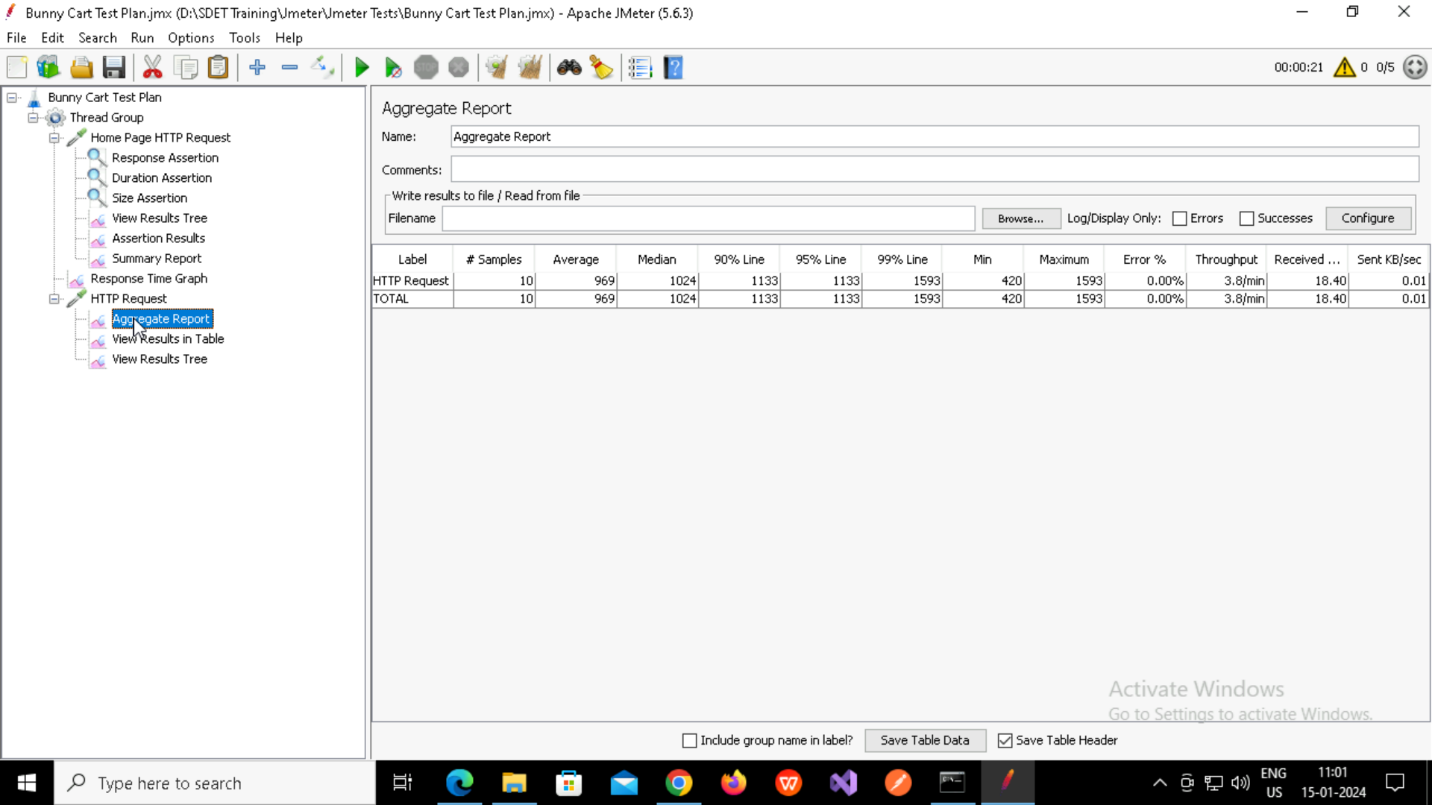 Bunny Cart Test Plan.jmx (D:\SDET Training\Jmeter\Jmeter Tests\Bunny Cart Test Plan.jmx) - Apache JMeter (5.6.3)
File Edit Search Run Options Tools Help
00:00:21 0 0/5
Bunny Cart Test Plan
Thread Group
Home Page HTTP Request
Response Assertion
Duration Assertion
Size Assertion
View Results Tree
Assertion Results
Summary Report
Response Time Graph
HTTP Request
Aggregate Report
View Results in Table
View Results Tree
Aggregate Report
Name: Aggregate Report
Comments:
Write results to file / Read from file
Filename Browse... Log/Display Only: Errors Successes Configure
Label # Samples Average Median 90% Line 95% Line 99% Line Min Maximum Error % Throughput Received ... Sent KB/sec
HTTP Request 10 969 1024 1133 1133 1593 420 1593 0.00% 3.8/min 18.40 0.01
TOTAL 10 969 1024 1133 1133 1593 420 1593 0.00% 3.8/min 18.40 0.01
Activate Windows
Go to Settings to activate Windows.
Include group name in label? Save Table Data Save Table Header
Type here to search
ENG
US
11:01
15-01-2024